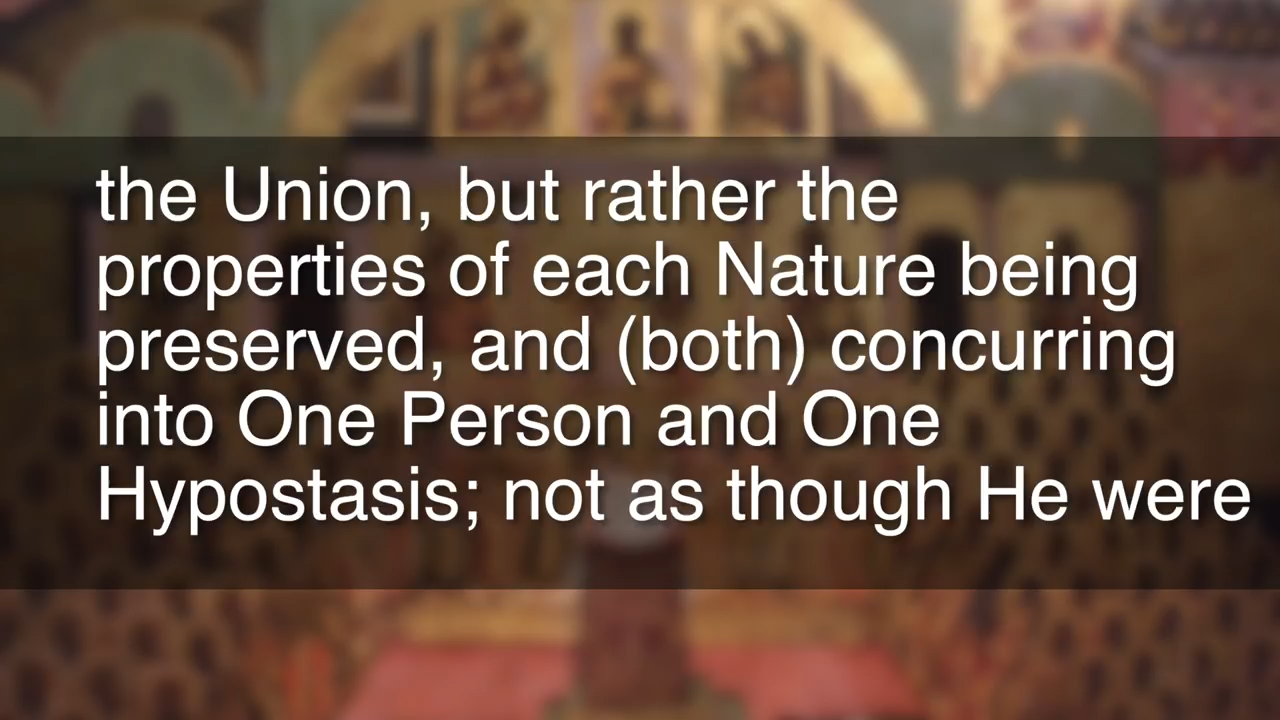 the Union, but rather the
properties of each Nature being
preserved, and (both) concurring
into One Person and One
Hypostasis; not as though He were